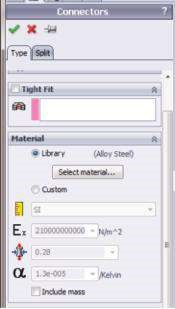 Connectors ?
Type Split
Tight Fit
Material
Library (Alloy Steel)
Select material...
Custom
SI
Ex 210000000000 N/m^2
0.28
α 1.3e-005 /Kelvin
Include mass